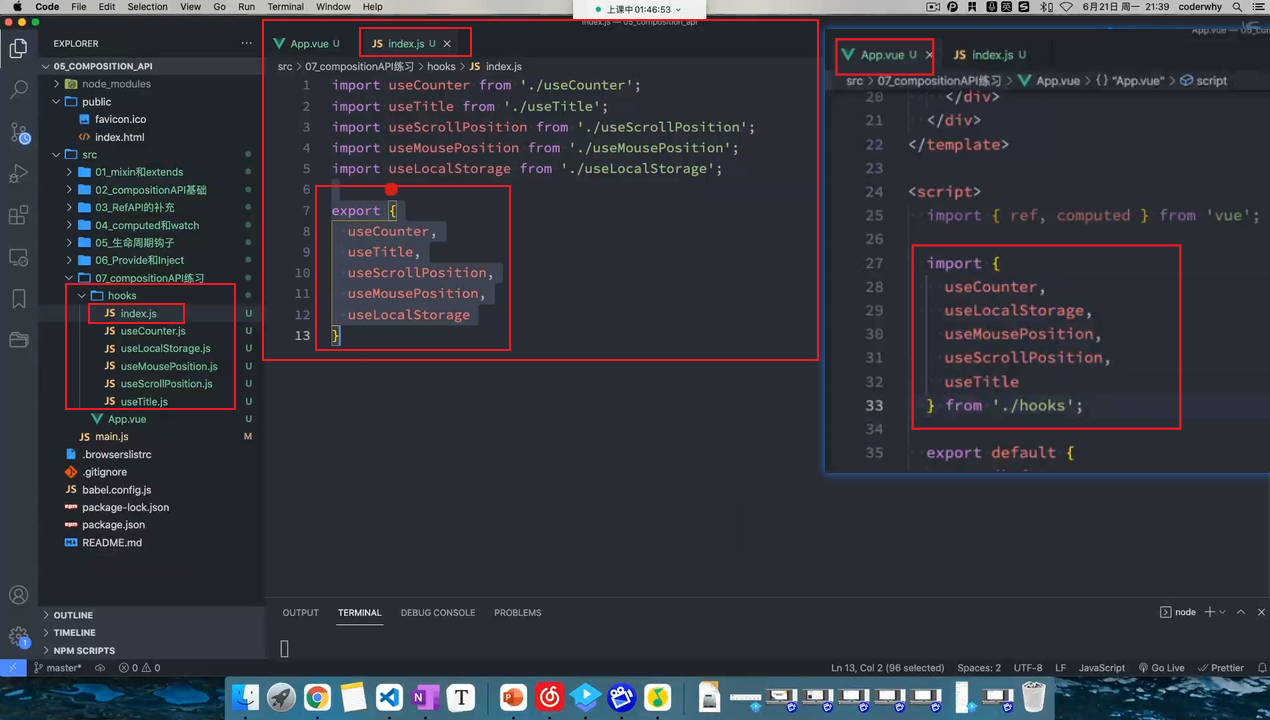 Code File Edit Selection View Go Run Terminal Window Help
上课中01:46:53
6月21日 周一 21:39 coderwhy
index.js — 05_composition_api
EXPLORER
05_COMPOSITION_API
node_modules
public
favicon.ico
index.html
src
01_mixin和extends
02_compositionAPI基础
03_RefAPI的补充
04_computed和watch
05_生命周期钩子
06_Provide和Inject
07_compositionAPI练习
hooks
JS index.js U
JS useCounter.js U
JS useLocalStorage.js U
JS useMousePosition.js U
JS useScrollPosition.js U
JS useTitle.js U
App.vue U
JS main.js M
.browserslistrc
.gitignore
JS babel.config.js
package-lock.json
package.json
README.md
OUTLINE
TIMELINE
NPM SCRIPTS
App.vue U JS index.js U ×
src > 07_compositionAPI练习 > hooks > JS index.js
1 import useCounter from './useCounter';
2 import useTitle from './useTitle';
3 import useScrollPosition from './useScrollPosition';
4 import useMousePosition from './useMousePosition';
5 import useLocalStorage from './useLocalStorage';
6
7 export {
8 useCounter,
9 useTitle,
10 useScrollPosition,
11 useMousePosition,
12 useLocalStorage
13 }
App.vue U × JS index.js U
src > 07_compositionAPI练习 > App.vue > {} "App.vue" > script
20 </div>
21 </div>
22 </template>
23
24 <script>
25 import { ref, computed } from 'vue';
26
27 import {
28 useCounter,
29 useLocalStorage,
30 useMousePosition,
31 useScrollPosition,
32 useTitle
33 } from './hooks';
34
35 export default {
OUTPUT TERMINAL DEBUG CONSOLE PROBLEMS
node
master* 0 0
Ln 13, Col 2 (96 selected) Spaces: 2 UTF-8 LF JavaScript Go Live Prettier